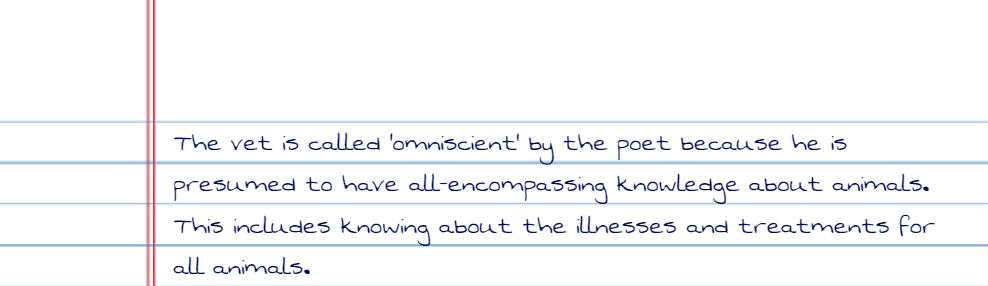 The vet is called 'omniscient' by the poet because he is
presumed to have all-encompassing knowledge about animals.
This includes knowing about the illnesses and treatments for
all animals.